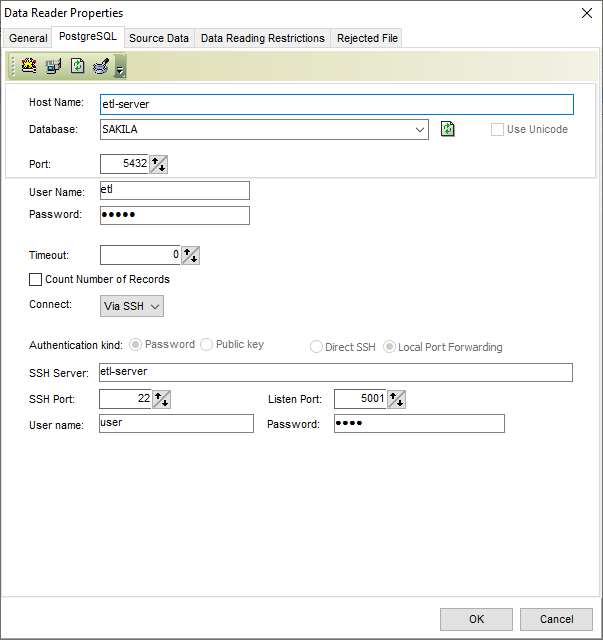 Data Reader Properties
General PostgreSQL Source Data Data Reading Restrictions Rejected File
Host Name: etl-server
Database: SAKILA Use Unicode
Port: 5432
User Name: etl
Password: •••••
Timeout: 0
Count Number of Records
Connect: Via SSH
Authentication kind: Password Public key Direct SSH Local Port Forwarding
SSH Server: etl-server
SSH Port: 22 Listen Port: 5001
User name: user Password: ••••
OK Cancel